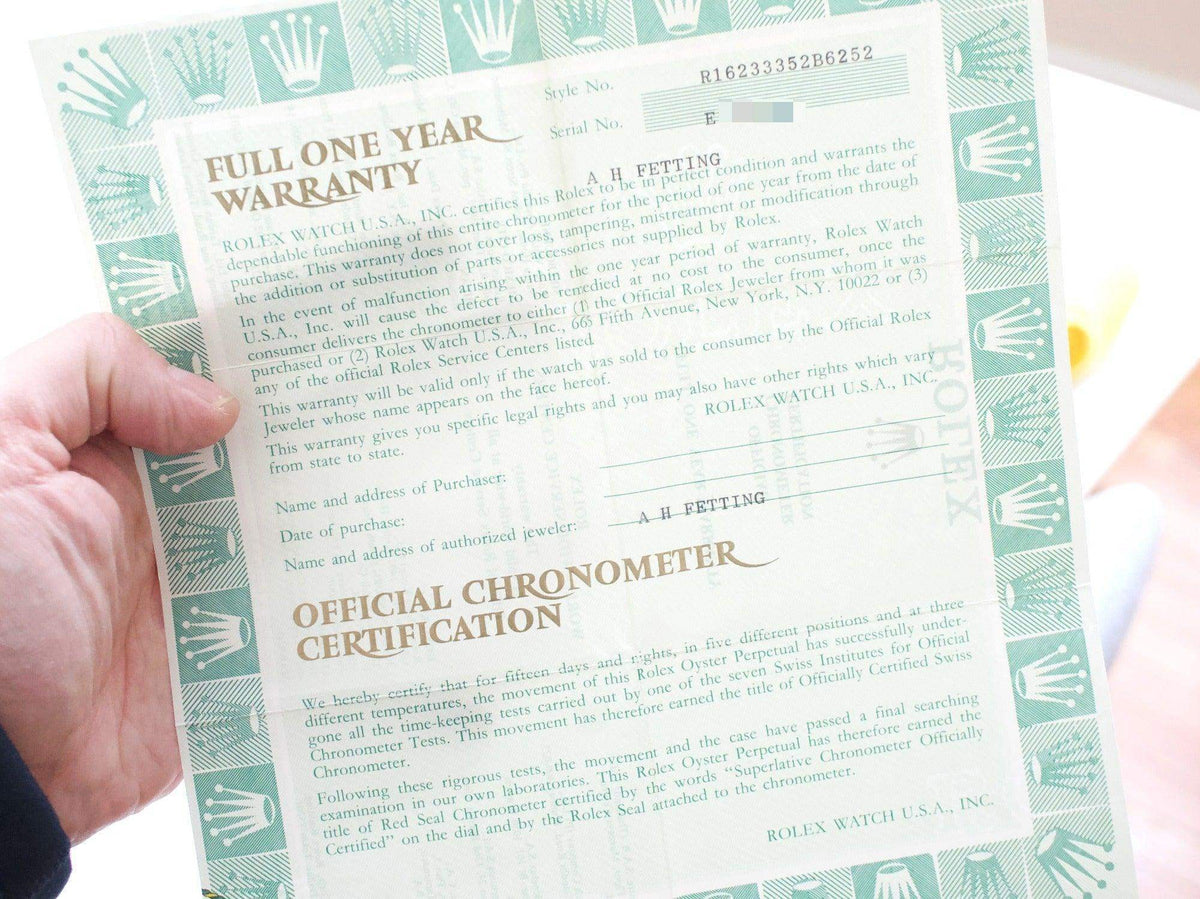 Style No. R16233352B6252
Serial No. E
FULL ONE YEAR
WARRANTY
A H FETTING
ROLEX WATCH U.S.A., INC. certifies this Rolex to be in perfect condition and warrants the
dependable functioning of this entire chronometer for the period of one year from the date of
purchase. This warranty does not cover loss, tampering, mistreatment or modification through
the addition or substitution of parts or accessories not supplied by Rolex.
In the event of malfunction arising within the one year period of warranty, Rolex Watch
U.S.A., Inc. will cause the defect to be remedied at no cost to the consumer, once the
consumer delivers the chronometer to either (1) the Official Rolex Jeweler from whom it was
purchased or (2) Rolex Watch U.S.A., Inc., 665 Fifth Avenue, New York, N.Y. 10022 or (3)
any of the official Rolex Service Centers listed
This warranty will be valid only if the watch was sold to the consumer by the Official Rolex
Jeweler whose name appears on the face hereof.
This warranty gives you specific legal rights and you may also have other rights which vary
from state to state.
ROLEX WATCH U.S.A., INC.
Name and address of Purchaser:
Date of purchase:
Name and address of authorized jeweler: A H FETTING
OFFICIAL CHRONOMETER
CERTIFICATION
We hereby certify that for fifteen days and nights, in five different positions and at three
different temperatures, the movement of this Rolex Oyster Perpetual has successfully under-
gone all the time-keeping tests carried out by one of the seven Swiss Institutes for Official
Chronometer Tests. This movement has therefore earned the title of Officially Certified Swiss
Chronometer.
Following these rigorous tests, the movement and the case have passed a final searching
examination in our own laboratories. This Rolex Oyster Perpetual has therefore earned the
title of Red Seal Chronometer certified by the words “Superlative Chronometer Officially
Certified” on the dial and by the Rolex Seal attached to the chronometer.
ROLEX WATCH U.S.A., INC.
ROLEX